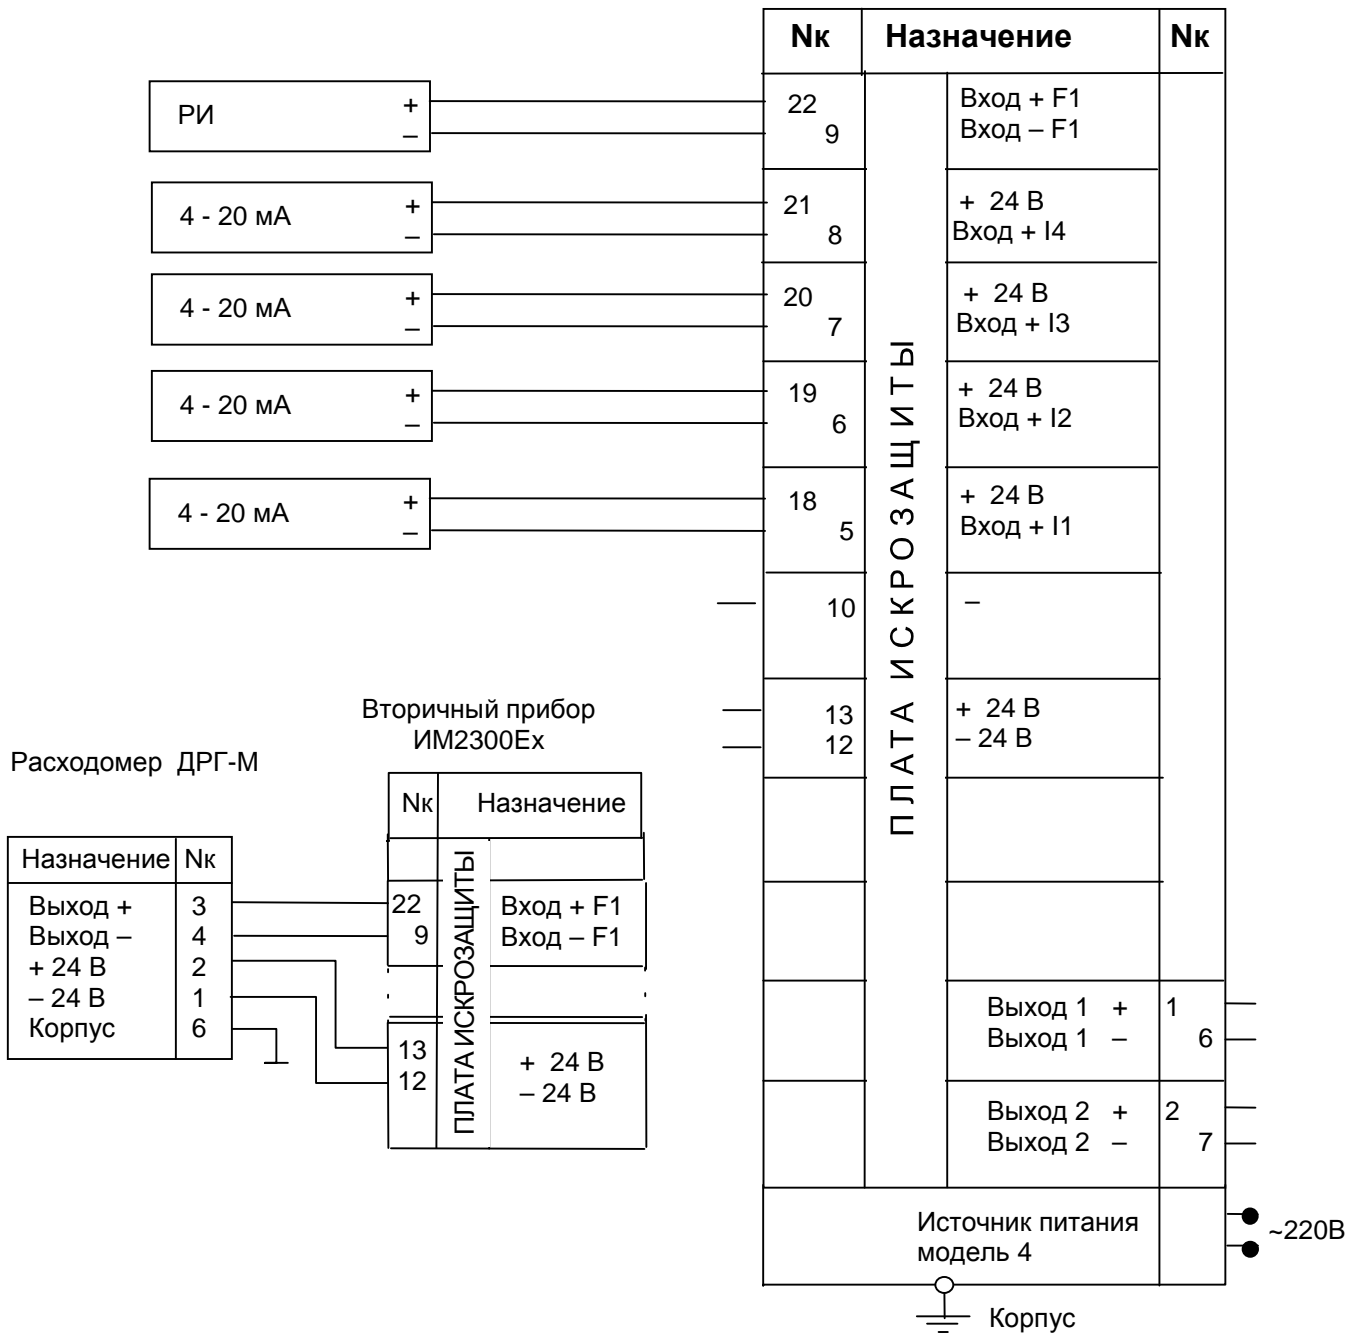 Nк Назначение Nк
РИ + 22 Вход + F1
– 9 Вход – F1
4 - 20 мА + 21 + 24 В
– 8 Вход + I4
4 - 20 мА + 20 + 24 В
– 7 Вход + I3
4 - 20 мА + 19 + 24 В
– 6 Вход + I2
4 - 20 мА + 18 + 24 В
– 5 Вход + I1
10 –
13 + 24 В
12 – 24 В
ПЛАТА ИСКРОЗАЩИТЫ
Выход 1 + 1
Выход 1 – 6
Выход 2 + 2
Выход 2 – 7
Источник питания
модель 4
~220В
Корпус
Вторичный прибор
ИМ2300Ех
Nк Назначение
22 Вход + F1
9 Вход – F1
13 + 24 В
12 – 24 В
ПЛАТА ИСКРОЗАЩИТЫ
Расходомер ДРГ-М
Назначение Nк
Выход + 3
Выход – 4
+ 24 В 2
– 24 В 1
Корпус 6